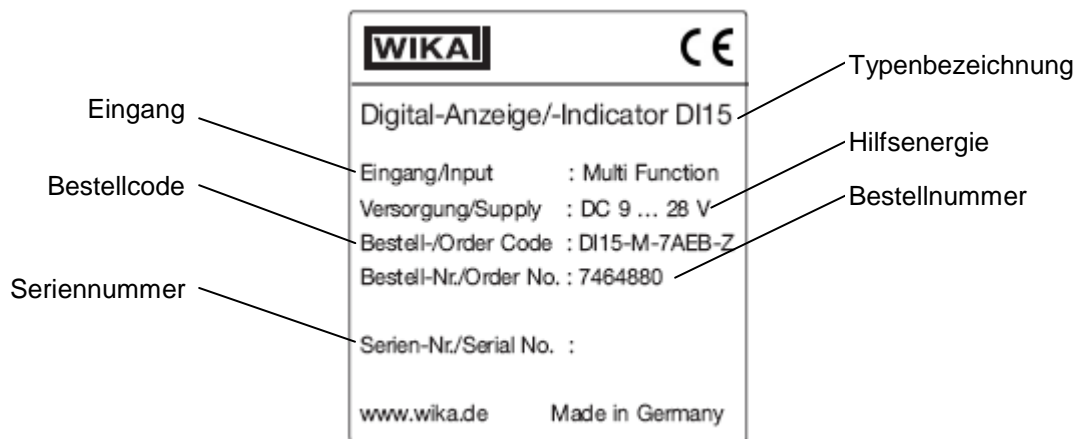 WIKA CE
Typenbezeichnung
Digital-Anzeige/-Indicator DI15
Eingang
Hilfsenergie
Eingang/Input : Multi Function
Bestellcode
Bestellnummer
Versorgung/Supply : DC 9 ... 28 V
Bestell-/Order Code : DI15-M-7AEB-Z
Bestell-Nr./Order No. : 7464880
Seriennummer
Serien-Nr./Serial No. :
www.wika.de Made in Germany